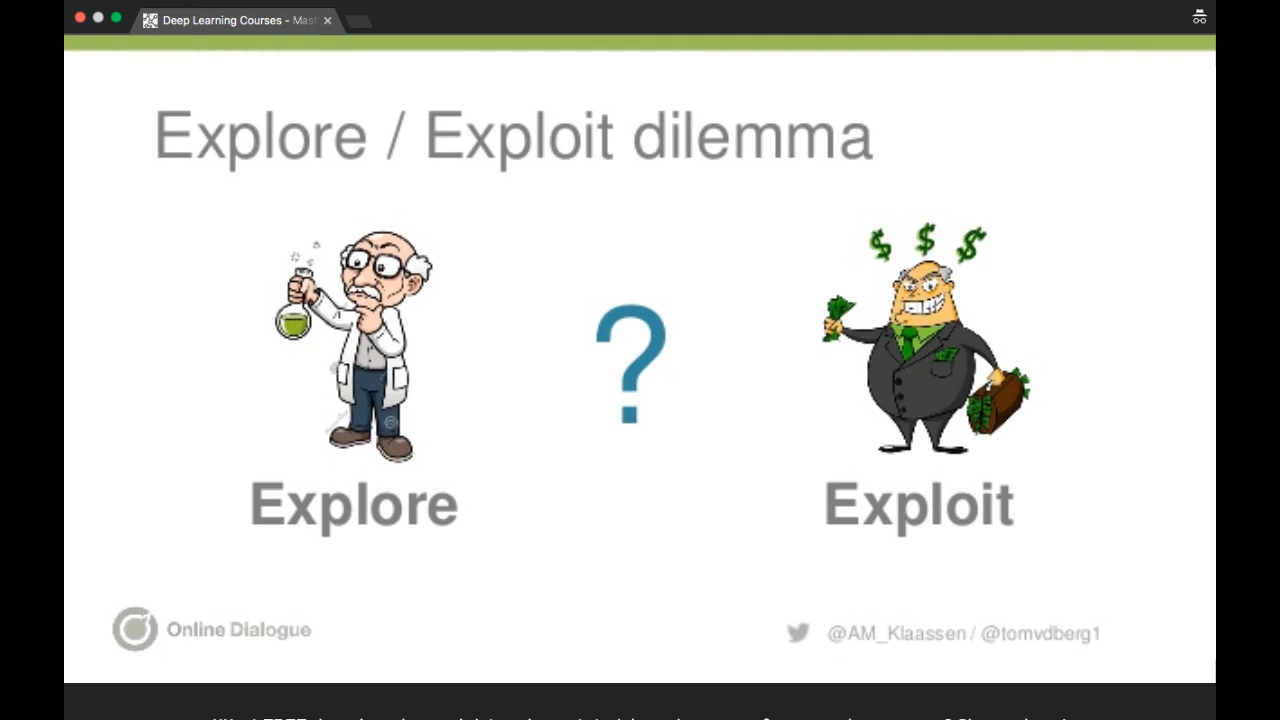 Deep Learning Courses - Mast
Explore / Exploit dilemma
$ $ $
?
Explore
Exploit
Online Dialogue
@AM_Klaassen / @tomvdberg1